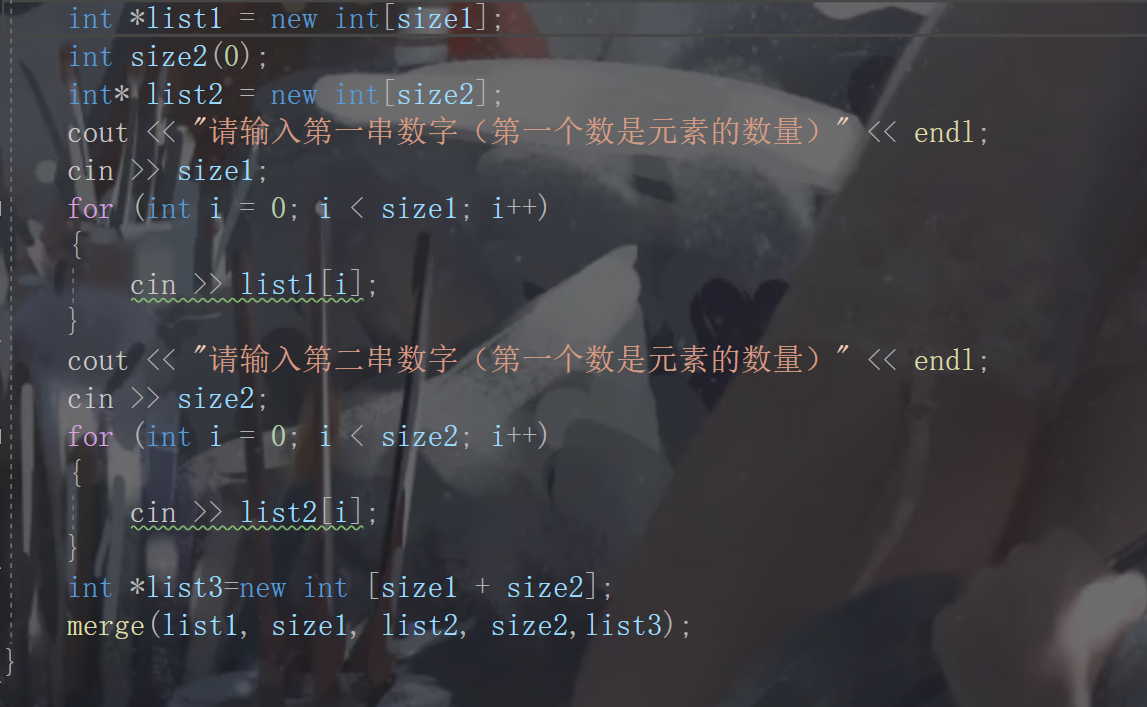 int *list1 = new int[size1];
int size2(0);
int* list2 = new int[size2];
cout << "请输入第一串数字（第一个数是元素的数量）" << endl;
cin >> size1;
for (int i = 0; i < size1; i++)
{
cin >> list1[i];
}
cout << "请输入第二串数字（第一个数是元素的数量）" << endl;
cin >> size2;
for (int i = 0; i < size2; i++)
{
cin >> list2[i];
}
int *list3=new int [size1 + size2];
merge(list1, size1, list2, size2,list3);
}